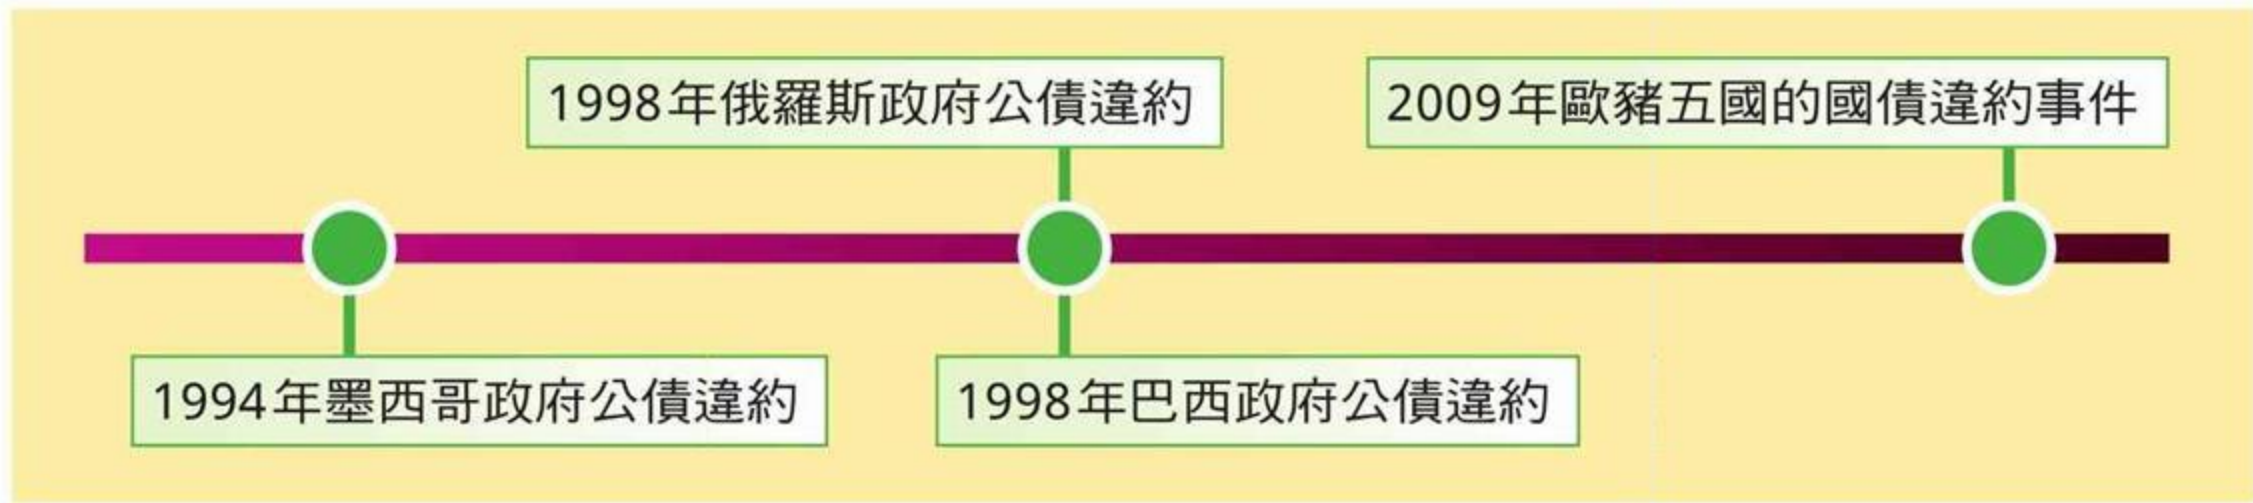 1998年俄羅斯政府公債違約
2009年歐豬五國的國債違約事件
1994年墨西哥政府公債違約
1998年巴西政府公債違約